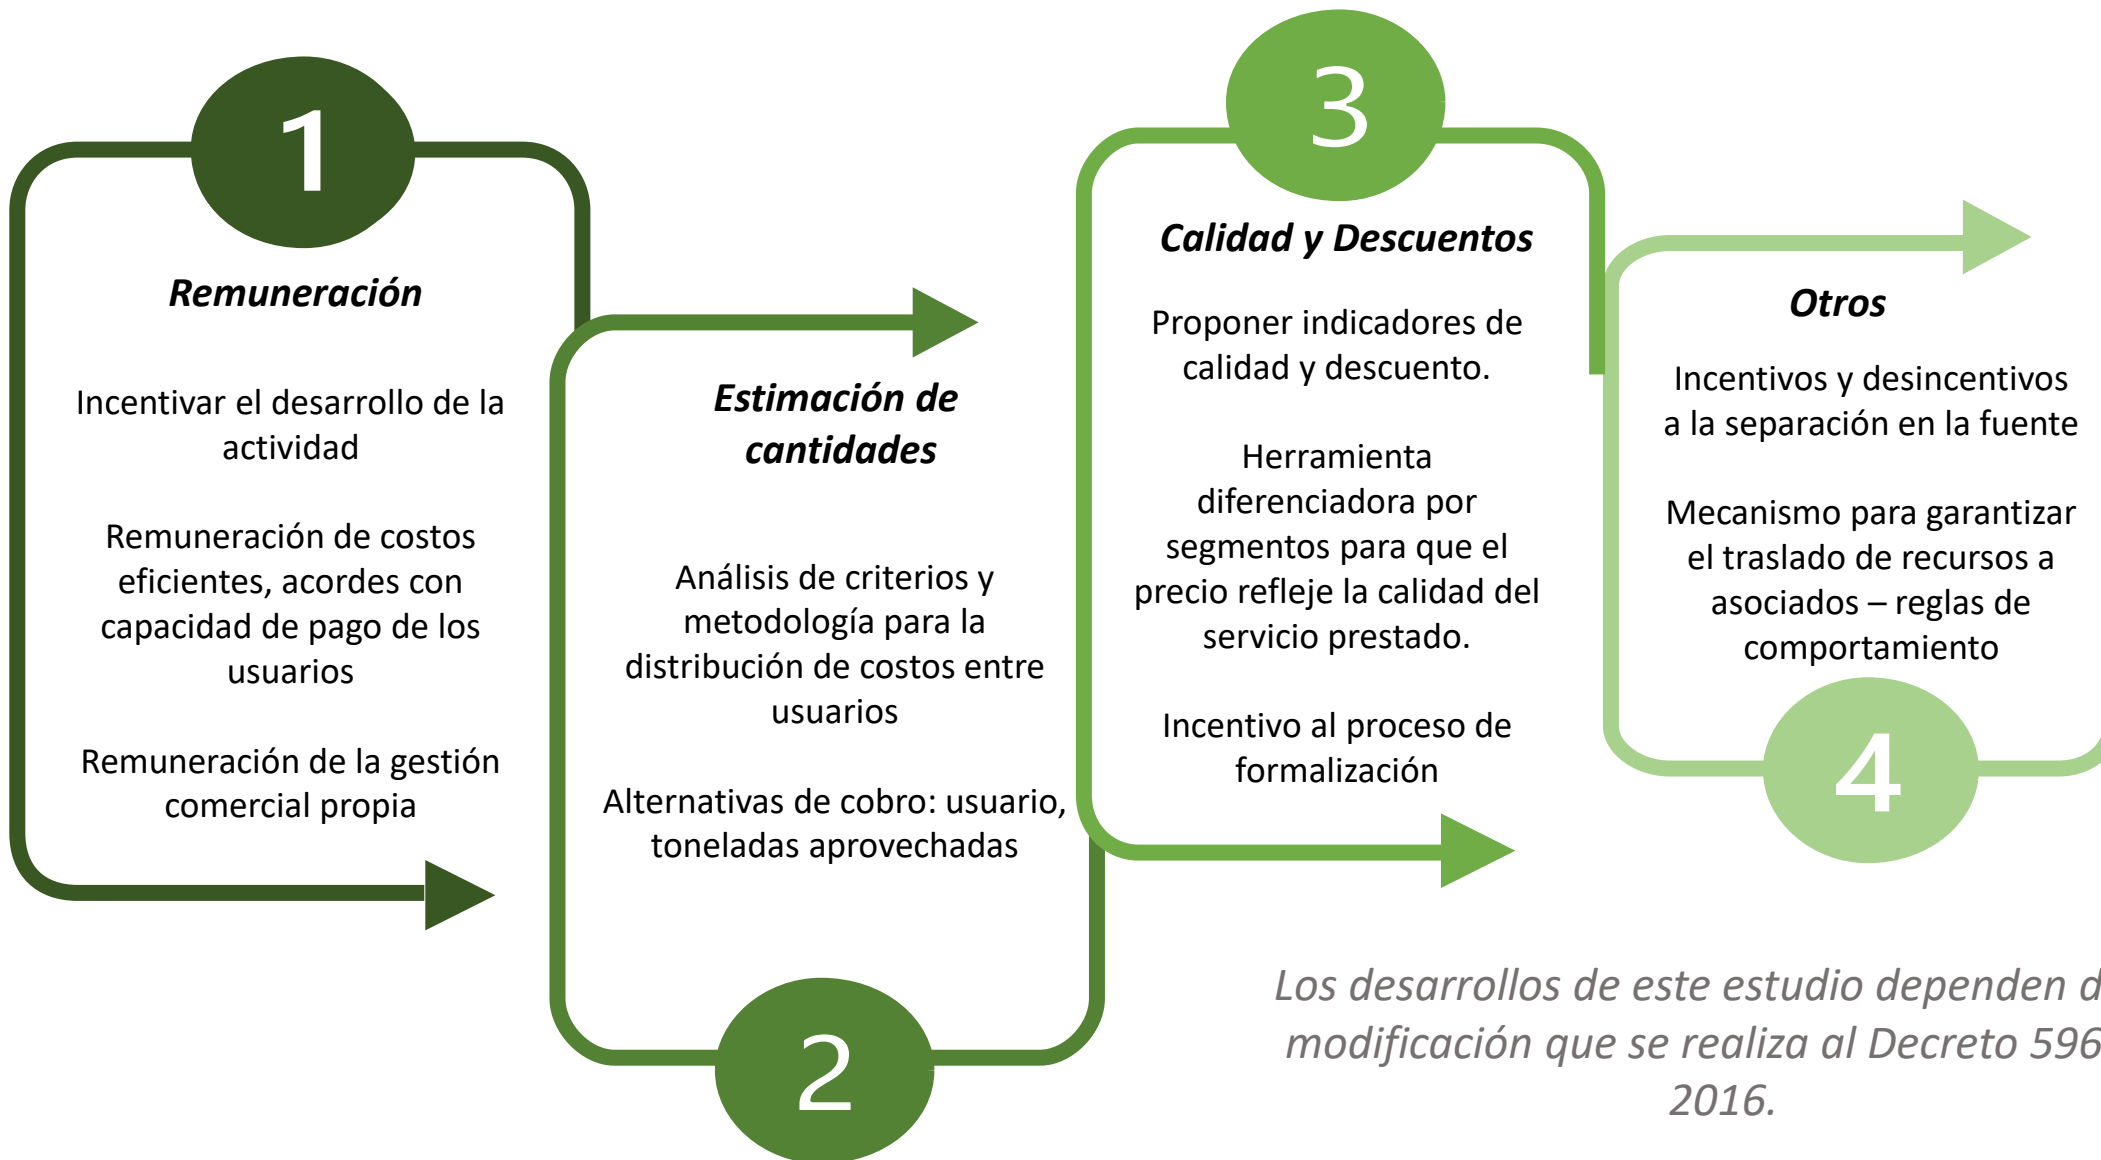 1
Remuneración
Incentivar el desarrollo de la
actividad
Remuneración de costos
eficientes, acordes con
capacidad de pago de los
usuarios
Remuneración de la gestión
comercial propia
2
Estimación de
cantidades
Análisis de criterios y
metodología para la
distribución de costos entre
usuarios
Alternativas de cobro: usuario,
toneladas aprovechadas
3
Calidad y Descuentos
Proponer indicadores de
calidad y descuento.
Herramienta
diferenciadora por
segmentos para que el
precio refleje la calidad del
servicio prestado.
Incentivo al proceso de
formalización
Otros
Incentivos y desincentivos
a la separación en la fuente
Mecanismo para garantizar
el traslado de recursos a
asociados – reglas de
comportamiento
4
Los desarrollos de este estudio dependen
modificación que se realiza al Decreto 596
2016.